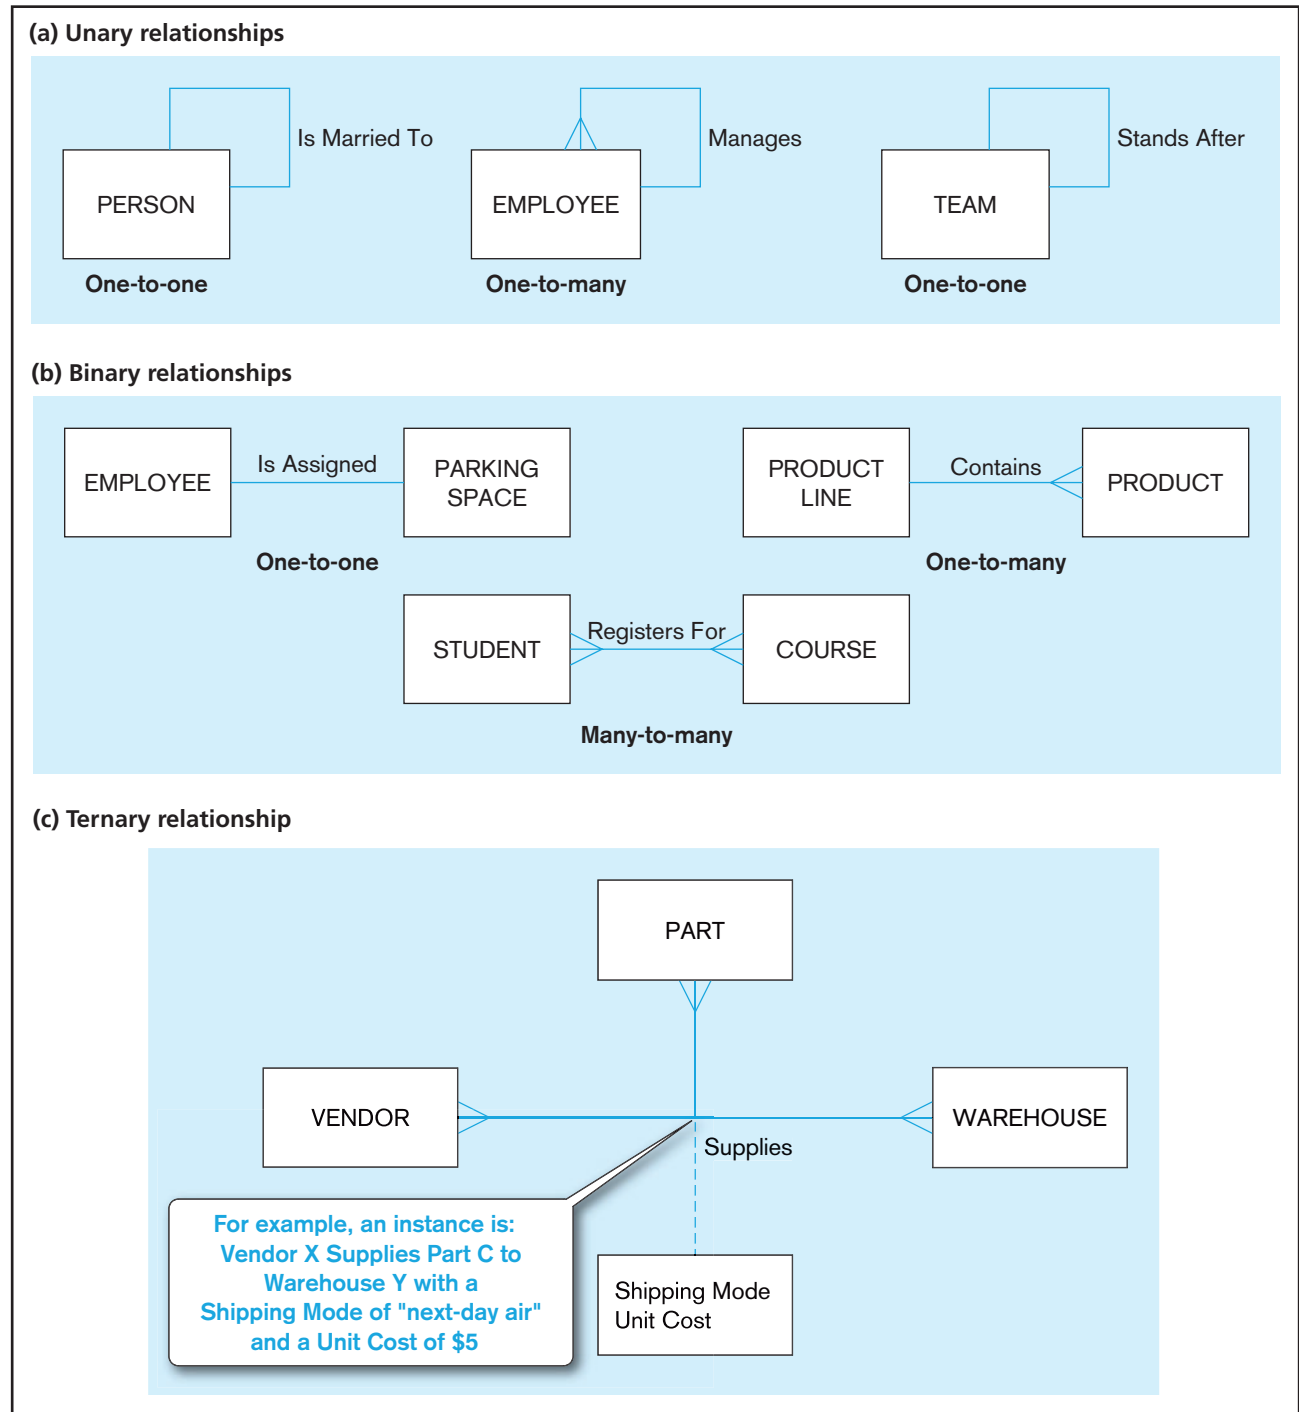 (a) Unary relationships
Is Married To
Manages
Stands After
PERSON
EMPLOYEE
TEAM
One-to-one
One-to-many
One-to-one
(b) Binary relationships
EMPLOYEE
Is Assigned
PARKING
SPACE
One-to-one
PRODUCT
LINE
Contains
PRODUCT
One-to-many
STUDENT
Registers For
COURSE
Many-to-many
(c) Ternary relationship
PART
VENDOR
WAREHOUSE
Supplies
For example, an instance is:
Vendor X Supplies Part C to
Warehouse Y with a
Shipping Mode of "next-day air"
and a Unit Cost of $5
Shipping Mode
Unit Cost